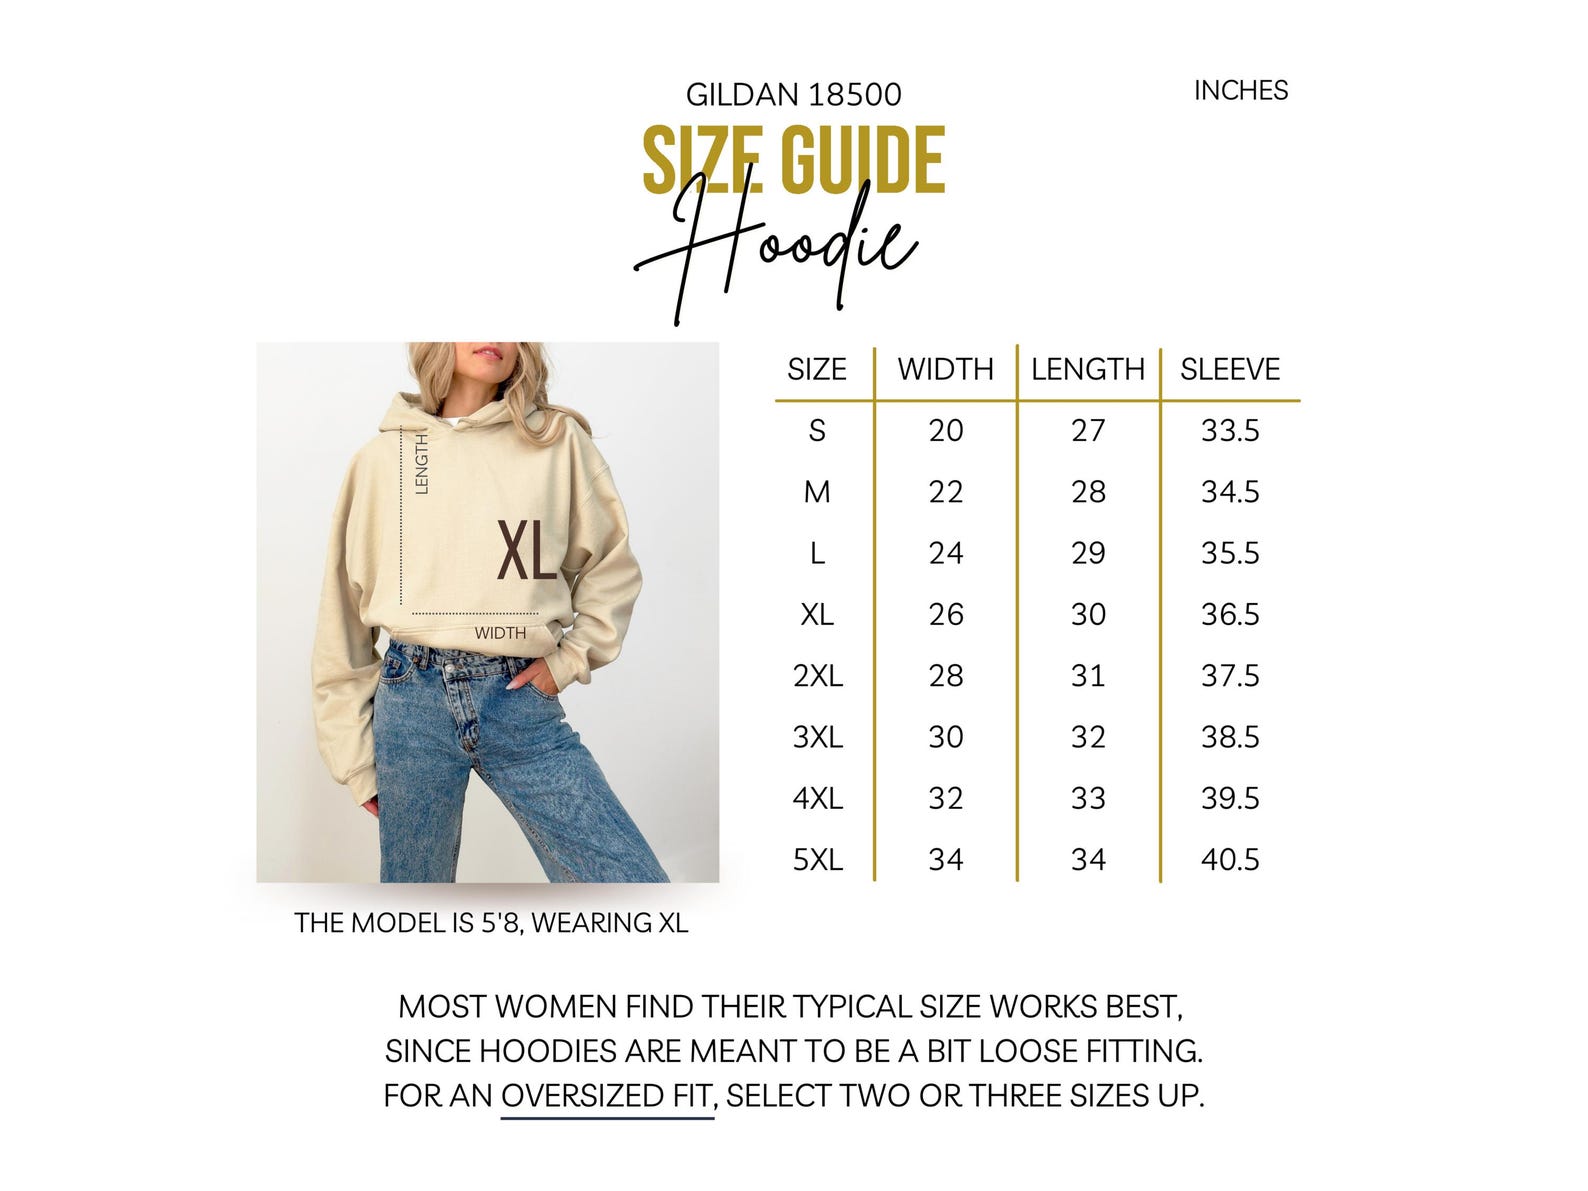 GILDAN 18500
INCHES
SIZE GUIDE
Hoodie
SIZE WIDTH LENGTH SLEEVE
S 20 27 33.5
M 22 28 34.5
L 24 29 35.5
XL 26 30 36.5
2XL 28 31 37.5
3XL 30 32 38.5
4XL 32 33 39.5
5XL 34 34 40.5
LENGTH
XL
WIDTH
THE MODEL IS 5'8, WEARING XL
MOST WOMEN FIND THEIR TYPICAL SIZE WORKS BEST,
SINCE HOODIES ARE MEANT TO BE A BIT LOOSE FITTING.
FOR AN OVERSIZED FIT, SELECT TWO OR THREE SIZES UP.